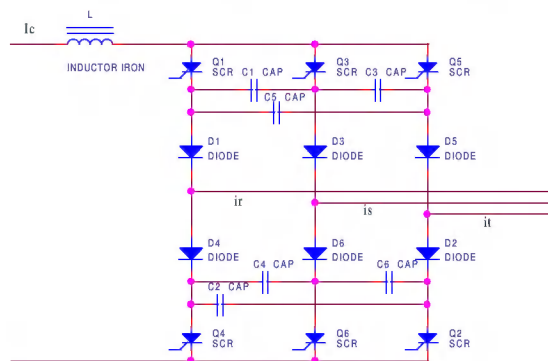 L
Ic
INDUCTOR IRON
Q1
SCR
Q3
SCR
Q5
SCR
C1 CAP
C3 CAP
C5 CAP
D1
DIODE
D3
DIODE
D5
DIODE
ir
is
it
D4
DIODE
D6
DIODE
D2
DIODE
C4 CAP
C6 CAP
C2 CAP
Q4
SCR
Q6
SCR
Q2
SCR